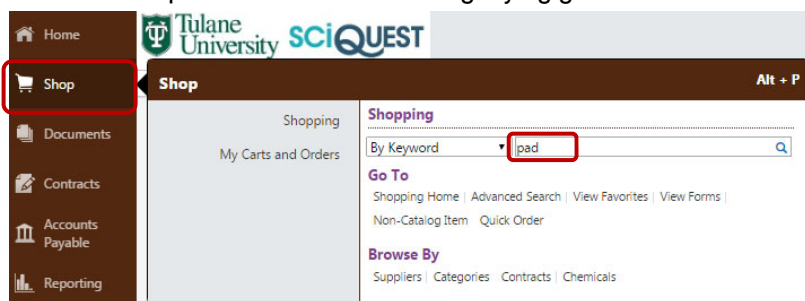 Home
Tulane University SCIQUEST
Shop
Shop Alt + P
Documents
Contracts
Accounts Payable
Reporting
Shopping
My Carts and Orders
Shopping
By Keyword pad
Go To
Shopping Home | Advanced Search | View Favorites | View Forms |
Non-Catalog Item Quick Order
Browse By
Suppliers | Categories Contracts | Chemicals